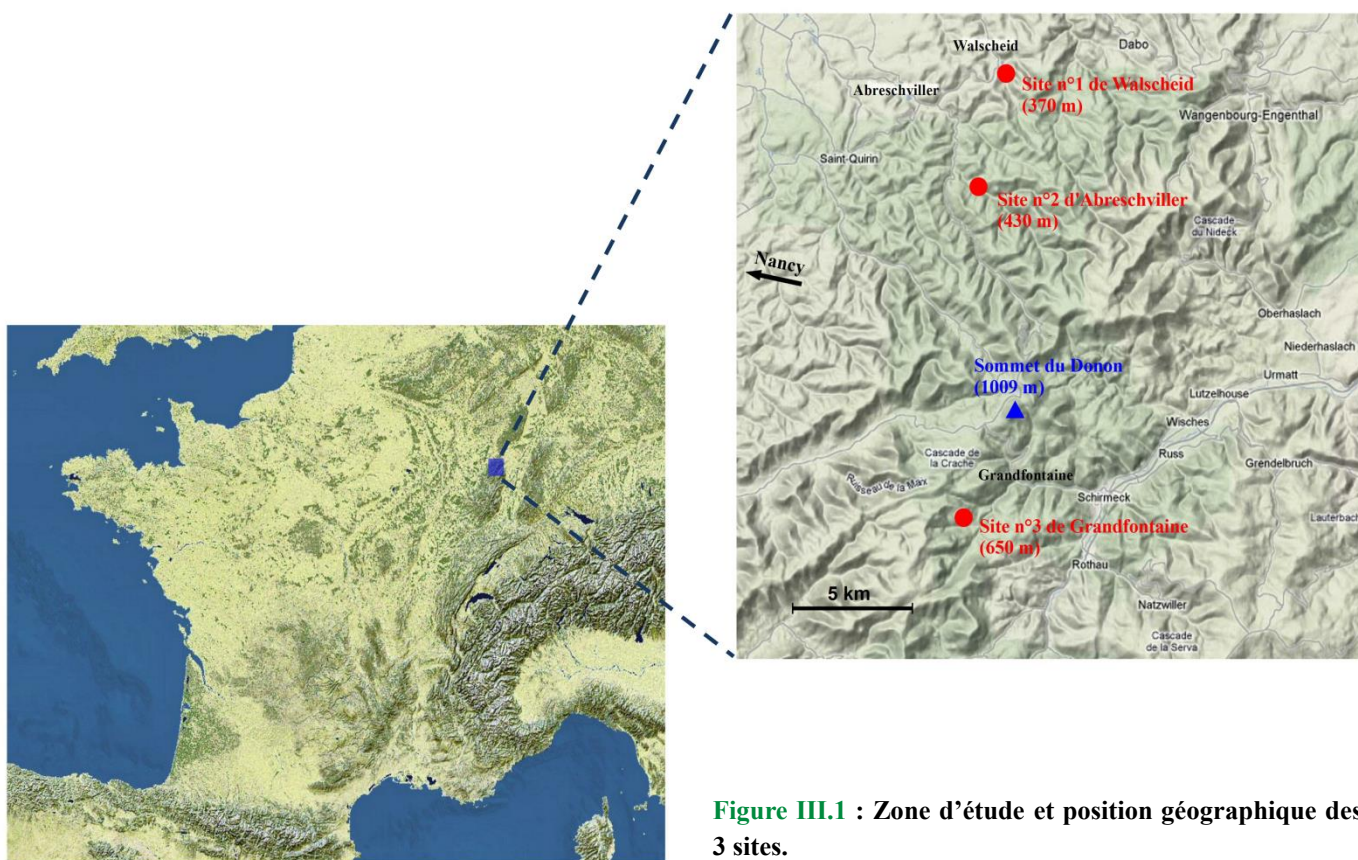 Walscheid
Dabo
Site n°1 de Walscheid
(370 m)
Abreschviller
Wangenbourg-Engenthal
Saint-Quirin
Site n°2 d'Abreschviller
(430 m)
Cascade
du Nideck
Nancy
Oberhaslach
Niederhaslach
Sommet du Donon
(1009 m)
Urmatt
Lutzelhouse
Wisches
Cascade de
la Crache
Russ
Grendelbruch
Grandfontaine
Ruisseau de la Max
Schirmeck
Site n°3 de Grandfontaine
(650 m)
Lauterbach
Rothau
5 km
Natzwiller
Cascade
de la Serva
Figure III.1 : Zone d’étude et position géographique des
3 sites.